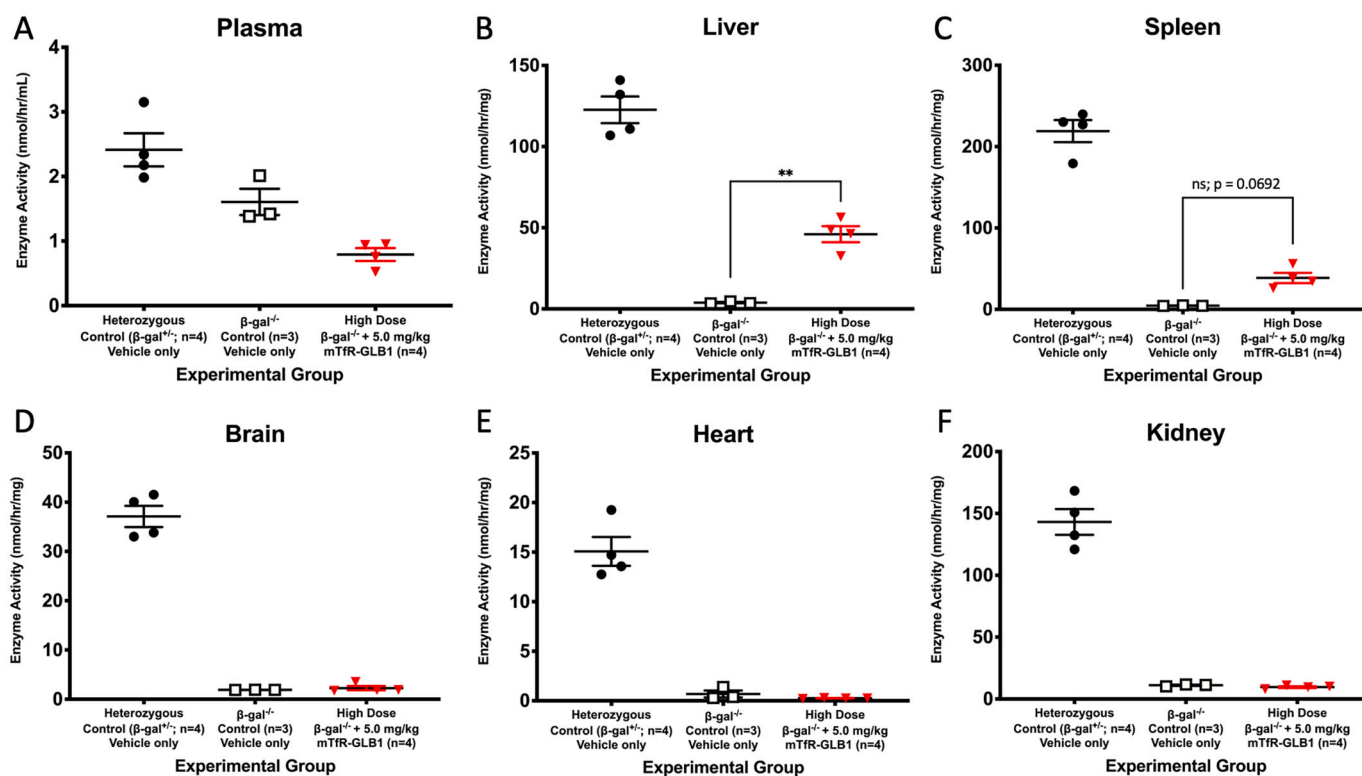 A
Plasma
Enzyme Activity (nmol/hr/mL)
4
3
2
1
0
Heterozygous
Control (β-gal⁺/⁻; n=4)
Vehicle only
β-gal⁻/⁻
Control (n=3)
Vehicle only
High Dose
β-gal⁻/⁻ + 5.0 mg/kg
mTfR-GLB1 (n=4)
Experimental Group
B
Liver
Enzyme Activity (nmol/hr/mg)
150
100
50
0
**
Heterozygous
Control (β-gal⁺/⁻; n=4)
Vehicle only
β-gal⁻/⁻
Control (n=3)
Vehicle only
High Dose
β-gal⁻/⁻ + 5.0 mg/kg
mTfR-GLB1 (n=4)
Experimental Group
C
Spleen
Enzyme Activity (nmol/hr/mg)
300
200
100
0
ns; p = 0.0692
Heterozygous
Control (β-gal⁺/⁻; n=4)
Vehicle only
β-gal⁻/⁻
Control (n=3)
Vehicle only
High Dose
β-gal⁻/⁻ + 5.0 mg/kg
mTfR-GLB1 (n=4)
Experimental Group
D
Brain
Enzyme Activity (nmol/hr/mg)
50
40
30
20
10
0
Heterozygous
Control (β-gal⁺/⁻; n=4)
Vehicle only
β-gal⁻/⁻
Control (n=3)
Vehicle only
High Dose
β-gal⁻/⁻ + 5.0 mg/kg
mTfR-GLB1 (n=4)
Experimental Group
E
Heart
Enzyme Activity (nmol/hr/mg)
25
20
15
10
5
0
Heterozygous
Control (β-gal⁺/⁻; n=4)
Vehicle only
β-gal⁻/⁻
Control (n=3)
Vehicle only
High Dose
β-gal⁻/⁻ + 5.0 mg/kg
mTfR-GLB1 (n=4)
Experimental Group
F
Kidney
Enzyme Activity (nmol/hr/mg)
200
150
100
50
0
Heterozygous
Control (β-gal⁺/⁻; n=4)
Vehicle only
β-gal⁻/⁻
Control (n=3)
Vehicle only
High Dose
β-gal⁻/⁻ + 5.0 mg/kg
mTfR-GLB1 (n=4)
Experimental Group